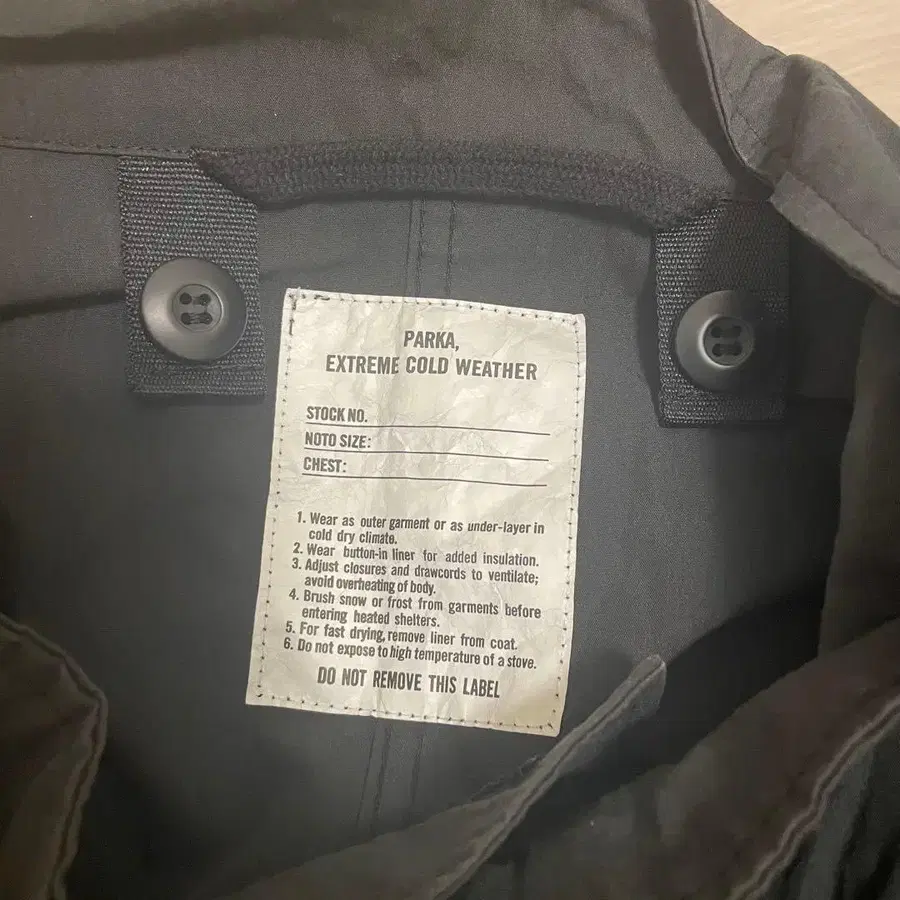 PARKA,
EXTREME COLD WEATHER
STOCK NO.
NOTO SIZE:
CHEST:
1. Wear as outer garment or as under-layer in
cold dry climate.
2. Wear button-in liner for added insulation.
3. Adjust closures and drawcords to ventilate;
avoid overheating of body.
4. Brush snow or frost from garments before
entering heated shelters.
5. For fast drying, remove liner from coat.
6. Do not expose to high temperature of a stove.
DO NOT REMOVE THIS LABEL